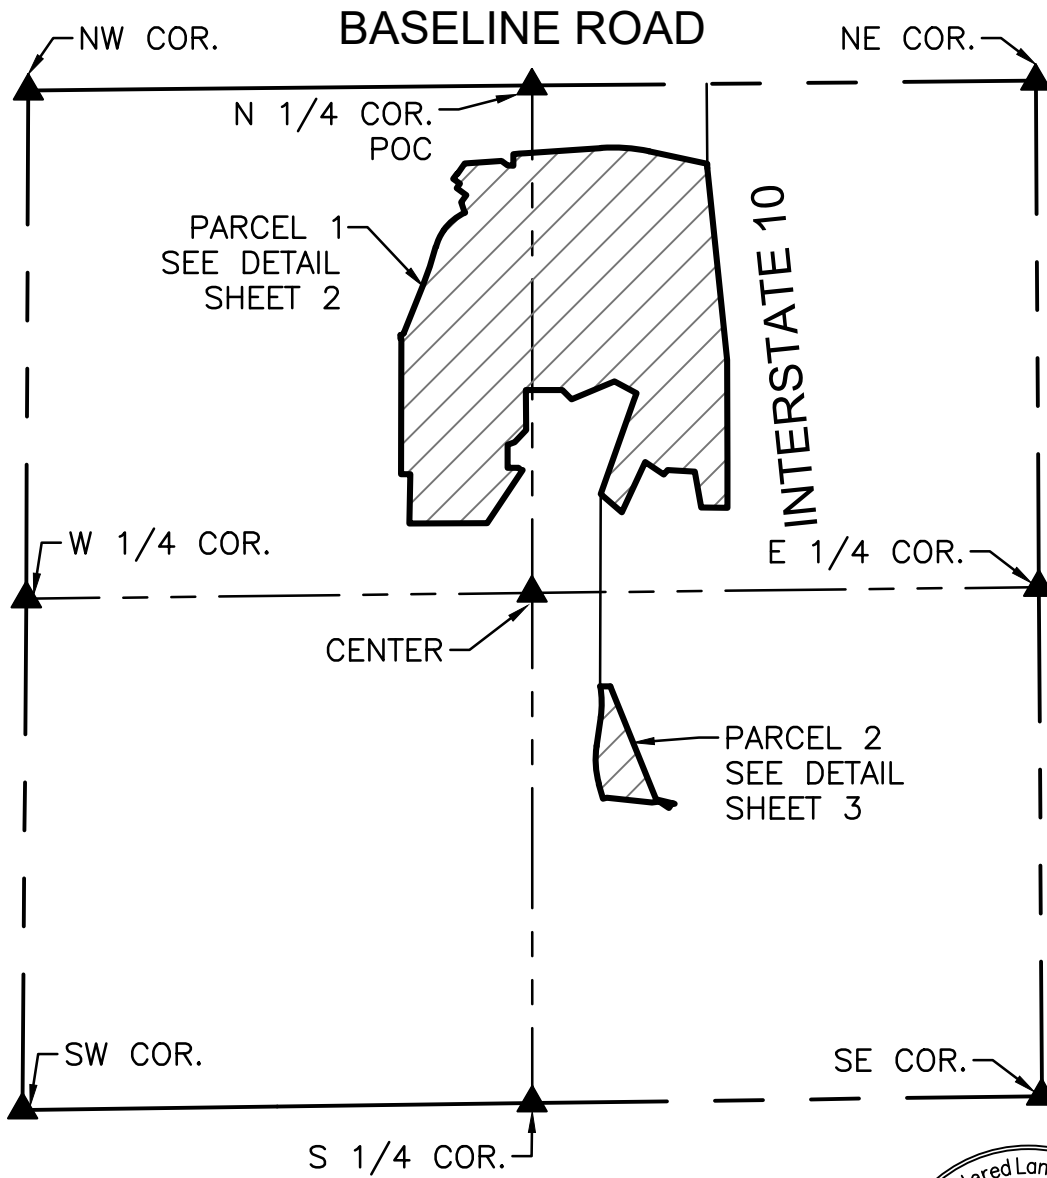 BASELINE ROAD
NW COR.
NE COR.
N 1/4 COR.
POC
PARCEL 1
SEE DETAIL
SHEET 2
INTERSTATE 10
W 1/4 COR.
E 1/4 COR.
CENTER
PARCEL 2
SEE DETAIL
SHEET 3
SW COR.
SE COR.
S 1/4 COR.